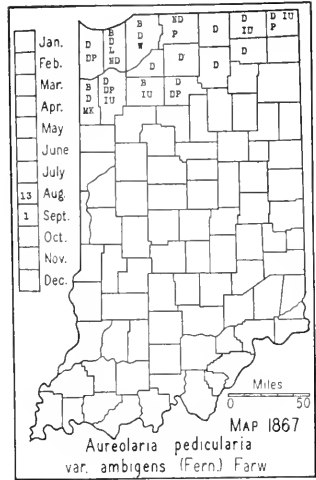 Jan.
Feb.
Mar.
Apr.
May
June
July
13 Aug.
1 Sept.
Oct.
Nov.
Dec.
D
DP
B
D
L
ND
B
D
W
ND
P
D
D
IU
D IU
P
D
D
D
D
B
D
MK
D
DP
IU
B
IU
D
DP
Miles
0 50
MAP 1867
Aureolaria pedicularia
var. ambigens (Fern.) Farw